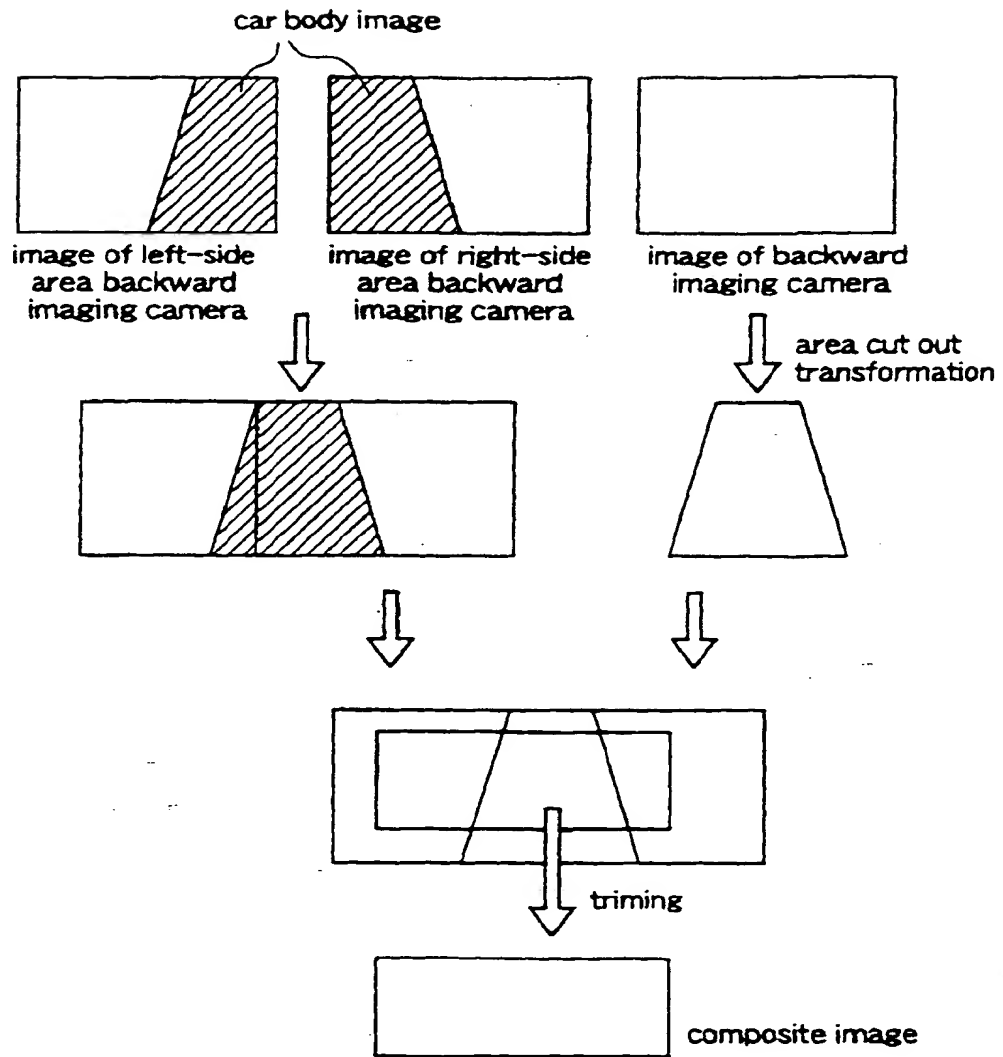 car body image
image of left-side
area backward
imaging camera
image of right-side
area backward
imaging camera
image of backward
imaging camera
area cut out
transformation
triming
composite image